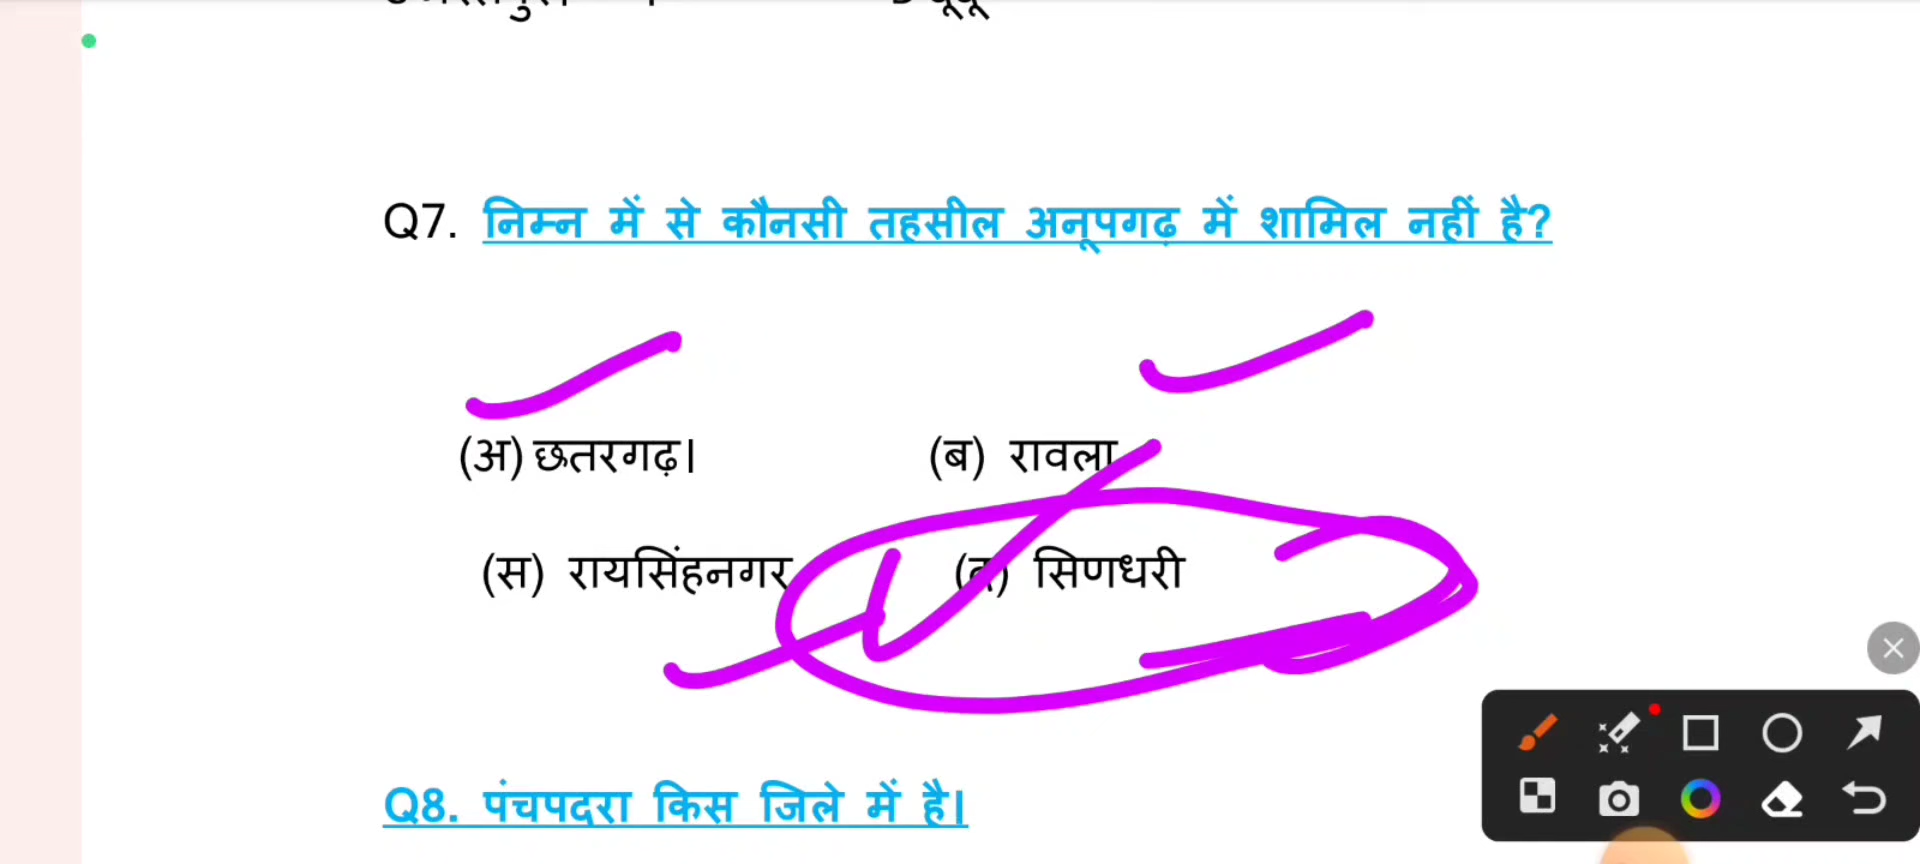 Q7. निम्न में से कौनसी तहसील अनूपगढ़ में शामिल नहीं है?
(अ) छतरगढ़। (ब) रावला
(स) रायसिंहनगर (द) सिणधरी
Q8. पंचपदरा किस जिले में है।